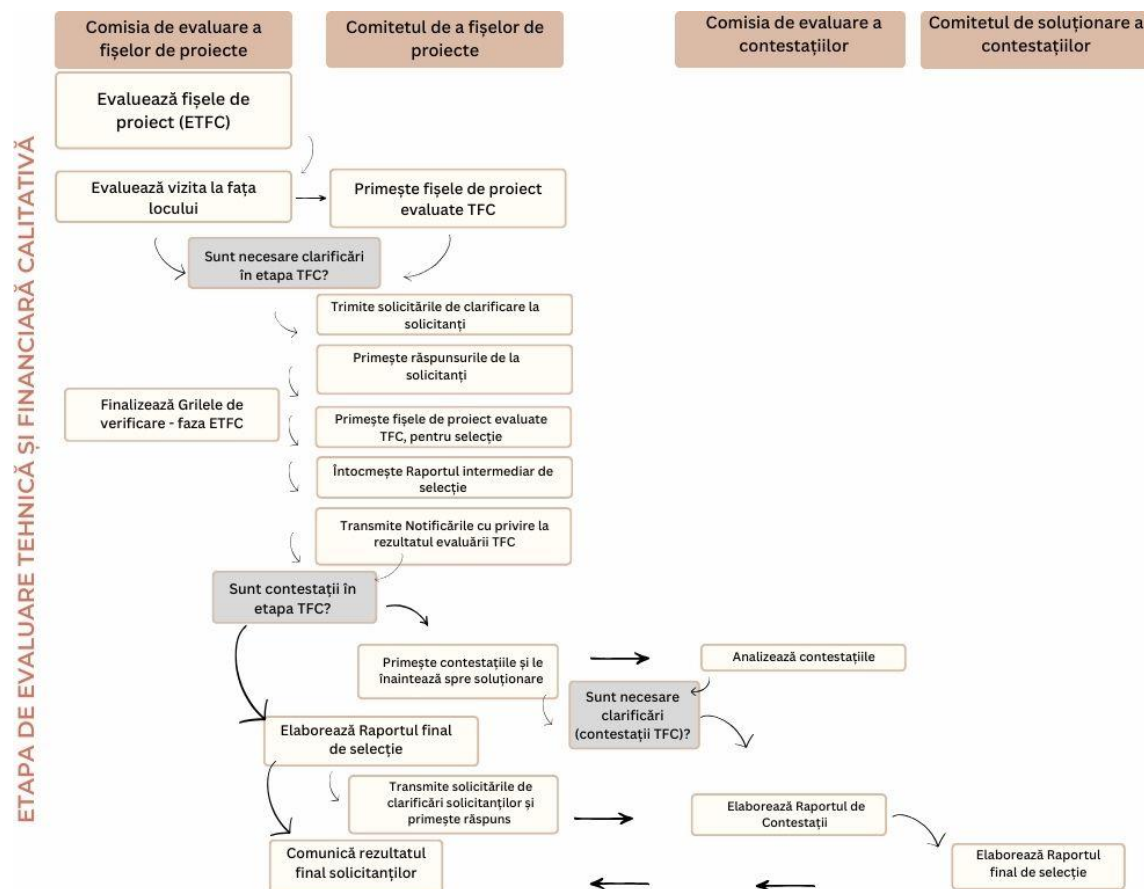 Comisia de evaluare a
fișelor de proiecte
Comitetul de a fișelor de
proiecte
Comisia de evaluare a
contestațiilor
Comitetul de soluționare a
contestațiilor
ETAPA DE EVALUARE TEHNICĂ ȘI FINANCIARĂ CALITATIVĂ
Evaluează fișele de
proiect (ETFC)
Evaluează vizita la fața
locului
Primește fișele de proiect
evaluate TFC
Sunt necesare clarificări
în etapa TFC?
Trimite solicitările de clarificare la
solicitanți
Primește răspunsurile de la
solicitanți
Finalizează Grilele de
verificare - faza ETFC
Primește fișele de proiect evaluate
TFC, pentru selecție
Întocmește Raportul intermediar de
selecție
Transmite Notificările cu privire la
rezultatul evaluării TFC
Sunt contestații în
etapa TFC?
Primește contestațiile și le
înaintează spre soluționare
Analizează contestațiile
Sunt necesare
clarificări
(contestații TFC)?
Elaborează Raportul final
de selecție
Transmite solicitările de
clarificări solicitanților și
primește răspuns
Elaborează Raportul de
Contestații
Comunică rezultatul
final solicitanților
Elaborează Raportul
final de selecție